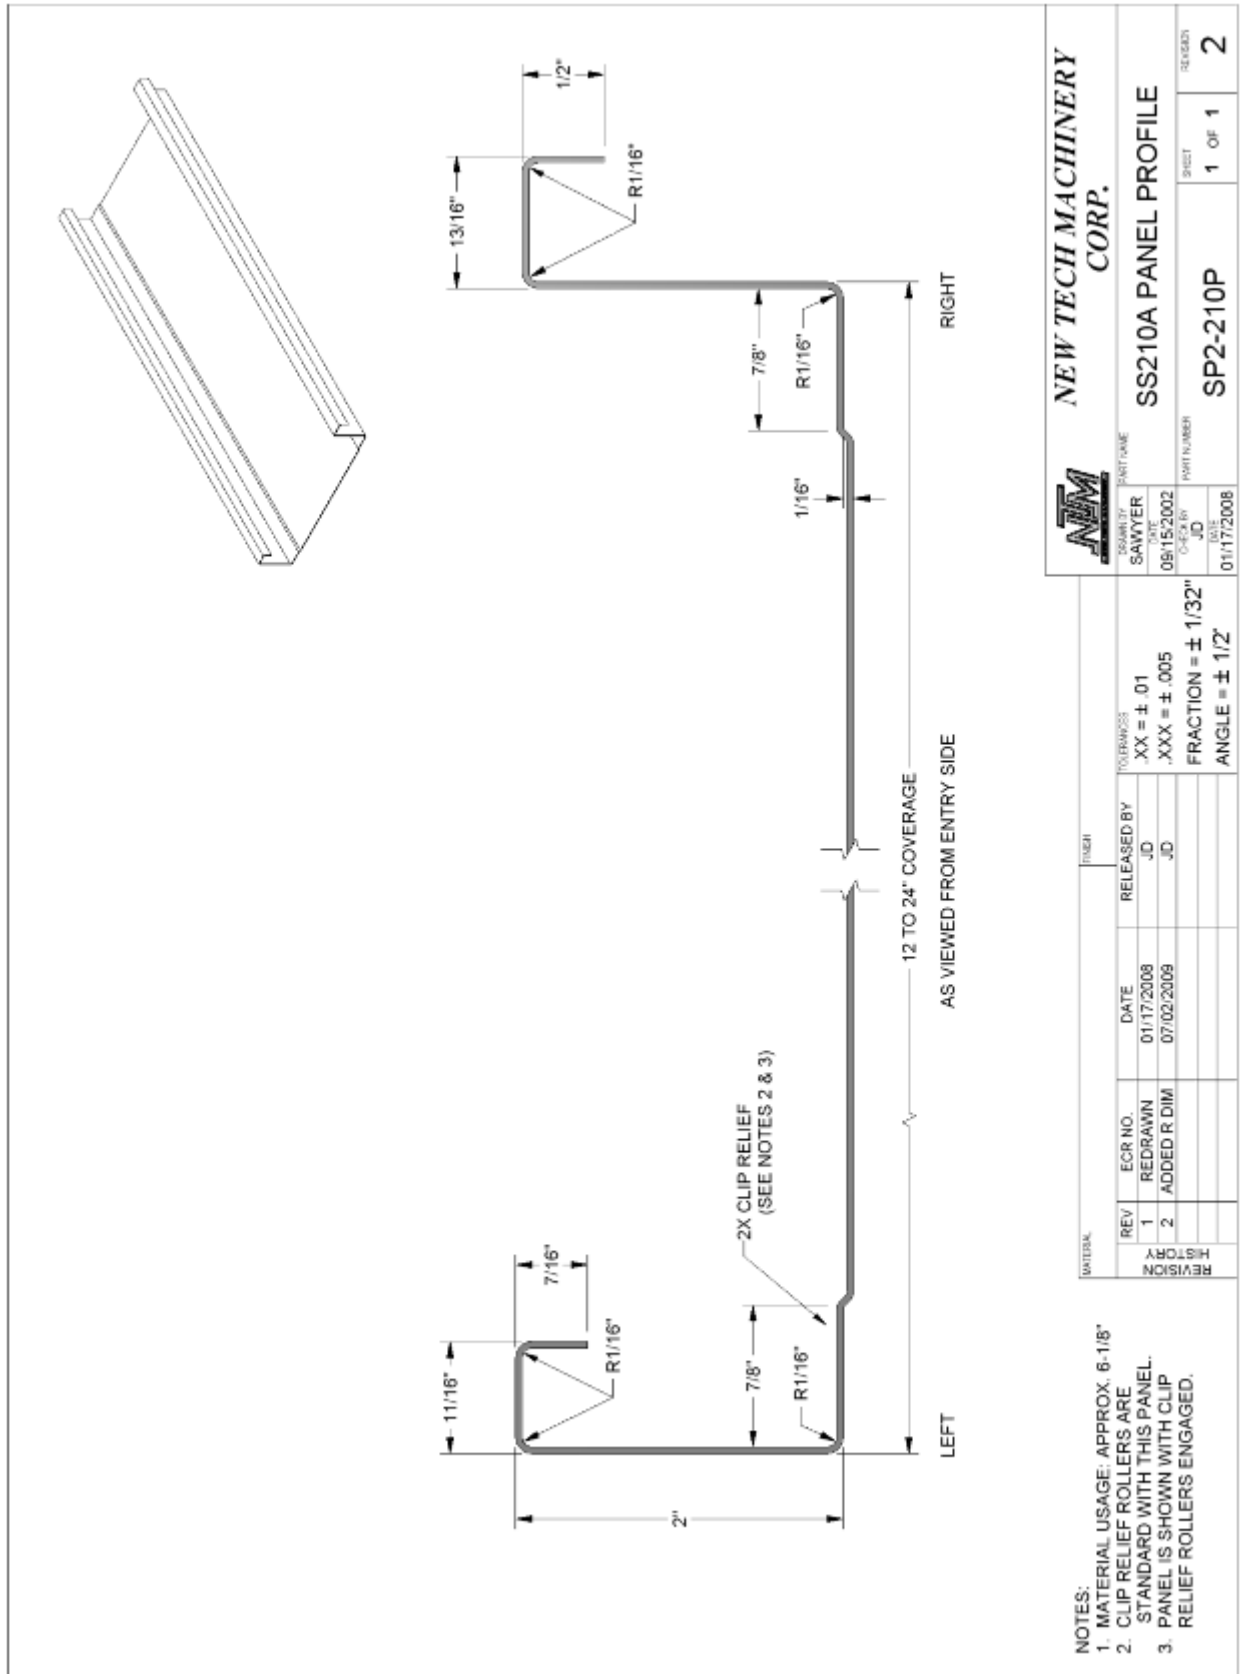 1/2"
13/16"
R1/16"
7/8"
R1/16"
1/16"
RIGHT
11/16"
7/16"
R1/16"
2X CLIP RELIEF
(SEE NOTES 2 & 3)
7/8"
R1/16"
2"
12 TO 24" COVERAGE
LEFT
AS VIEWED FROM ENTRY SIDE
NOTES:
1. MATERIAL USAGE: APPROX. 6-1/8"
2. CLIP RELIEF ROLLERS ARE
STANDARD WITH THIS PANEL.
3. PANEL IS SHOWN WITH CLIP
RELIEF ROLLERS ENGAGED.
MATERIAL
FINISH
REVISION
HISTORY
REV ECR NO. DATE RELEASED BY
1 REDRAWN 01/17/2008 JD
2 ADDED R DIM 07/02/2009 JD
TOLERANCES
.XX = ± .01
.XXX = ± .005
FRACTION = ± 1/32"
ANGLE = ± 1/2°
NTM
NEW TECH MACHINERY
CORP.
DRAWN BY
SAWYER
DATE
09/15/2002
CHECK BY
JD
DATE
01/17/2008
PART NAME
SS210A PANEL PROFILE
PART NUMBER
SP2-210P
SHEET
1 OF 1
REVISION
2